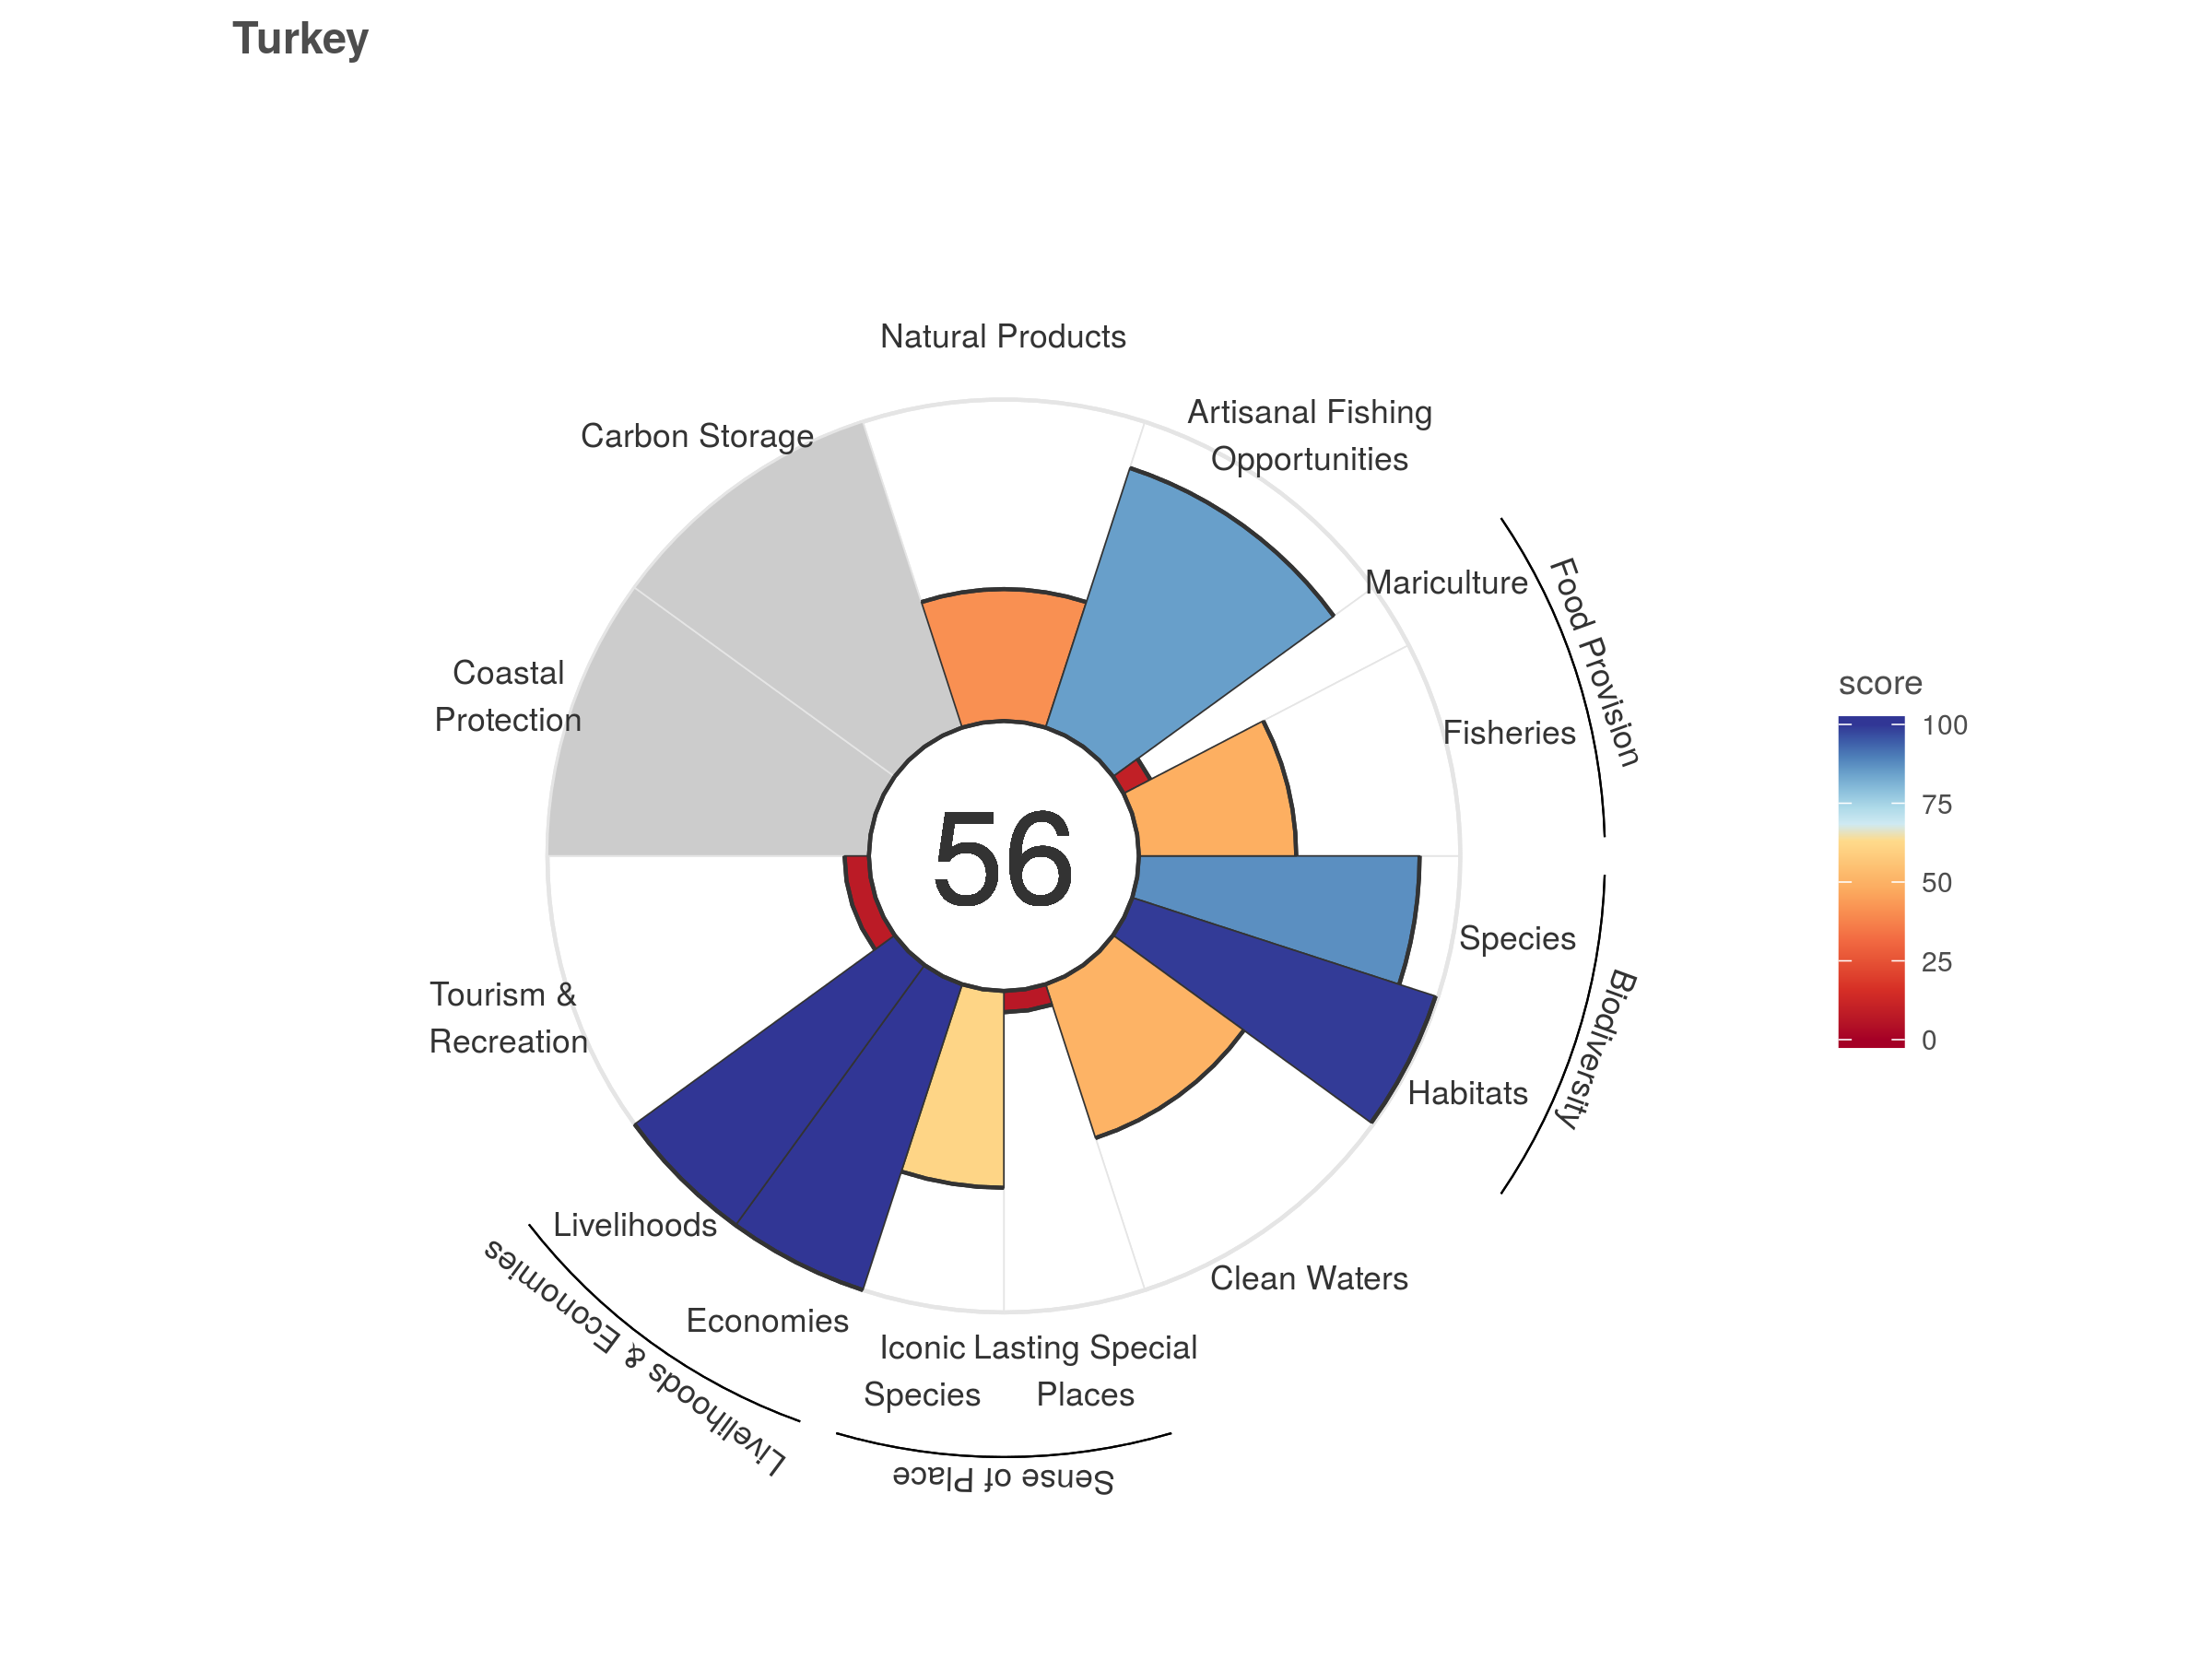 Turkey
Natural Products
Artisanal Fishing
Opportunities
Carbon Storage
Mariculture
Food Provision
Fisheries
Coastal
Protection
score
100
75
50
25
0
56
Species
Biodiversity
Habitats
Tourism &
Recreation
Livelihoods
Clean Waters
Economies
Livelihoods & Economies
Iconic
Species
Lasting Special
Places
Sense of Place